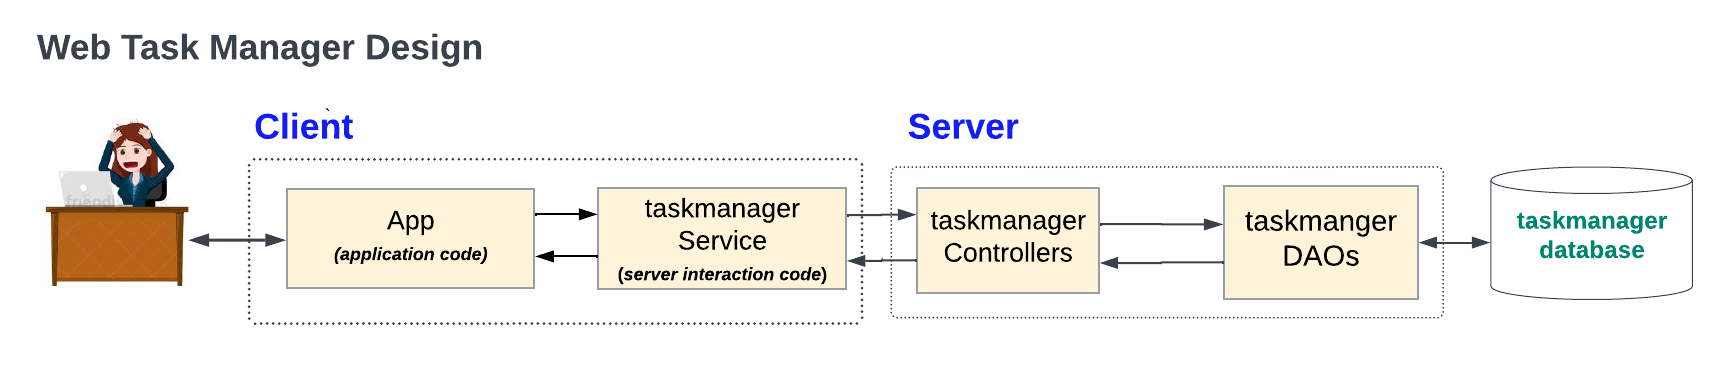 Web Task Manager Design
Client
Server
App
(application code)
taskmanager
Service
(server interaction code)
taskmanager
Controllers
taskmanger
DAOs
taskmanager
database
friendly